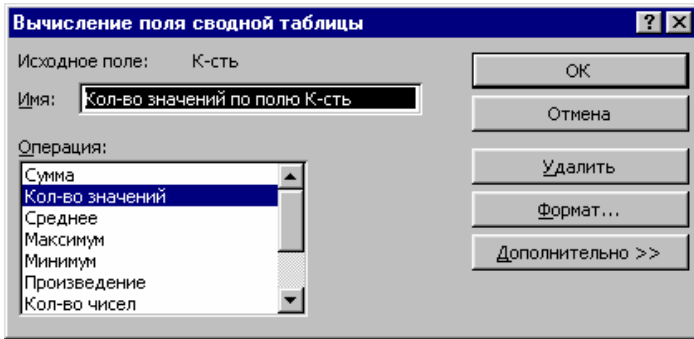 Вычисление поля сводной таблицы
Исходное поле: К-сть
Имя: Кол-во значений по полю К-сть
Операция:
Сумма
Кол-во значений
Среднее
Максимум
Минимум
Произведение
Кол-во чисел
ОК
Отмена
Удалить
Формат...
Дополнительно >>